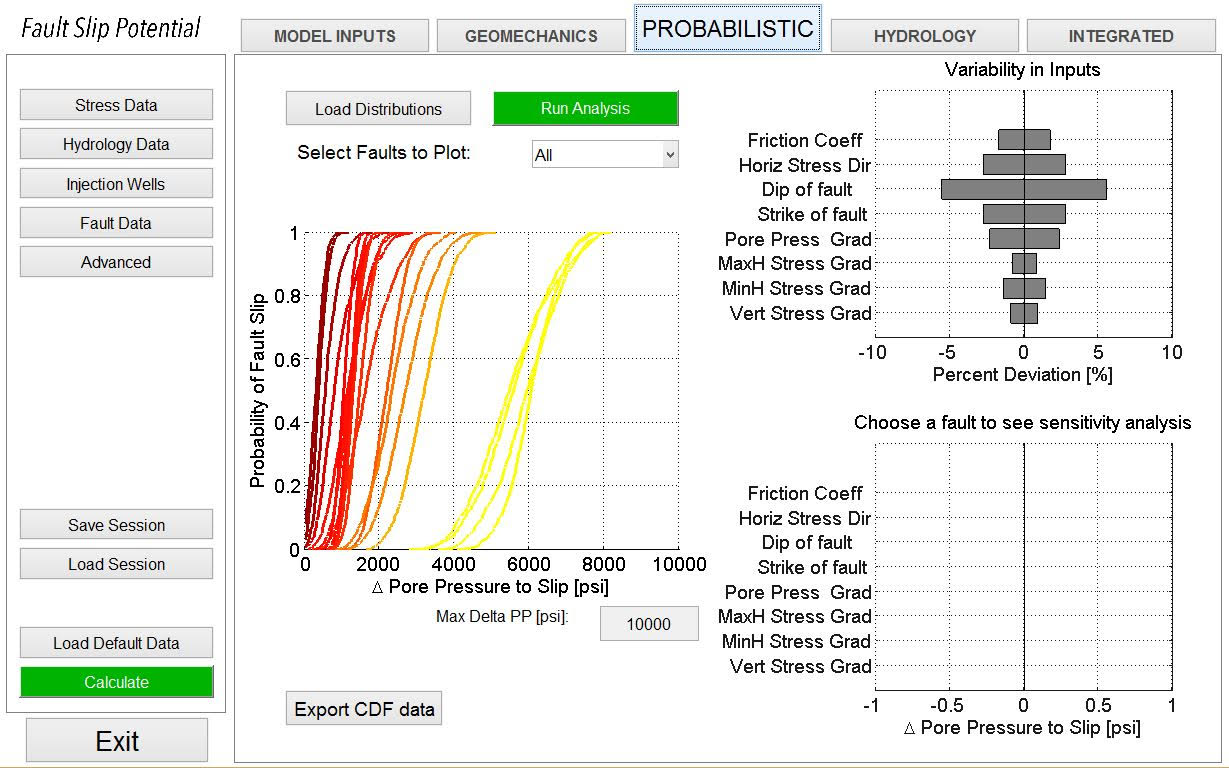 Fault Slip Potential
MODEL INPUTS
GEOMECHANICS
PROBABILISTIC
HYDROLOGY
INTEGRATED
Stress Data
Hydrology Data
Injection Wells
Fault Data
Advanced
Save Session
Load Session
Load Default Data
Calculate
Exit
Load Distributions
Run Analysis
Select Faults to Plot:
All
Probability of Fault Slip
1
0.8
0.6
0.4
0.2
0
0 2000 4000 6000 8000 10000
Δ Pore Pressure to Slip [psi]
Max Delta PP [psi]:
10000
Export CDF data
Variability in Inputs
Friction Coeff
Horiz Stress Dir
Dip of fault
Strike of fault
Pore Press Grad
MaxH Stress Grad
MinH Stress Grad
Vert Stress Grad
-10 -5 0 5 10
Percent Deviation [%]
Choose a fault to see sensitivity analysis
Friction Coeff
Horiz Stress Dir
Dip of fault
Strike of fault
Pore Press Grad
MaxH Stress Grad
MinH Stress Grad
Vert Stress Grad
-1 -0.5 0 0.5 1
Δ Pore Pressure to Slip [psi]